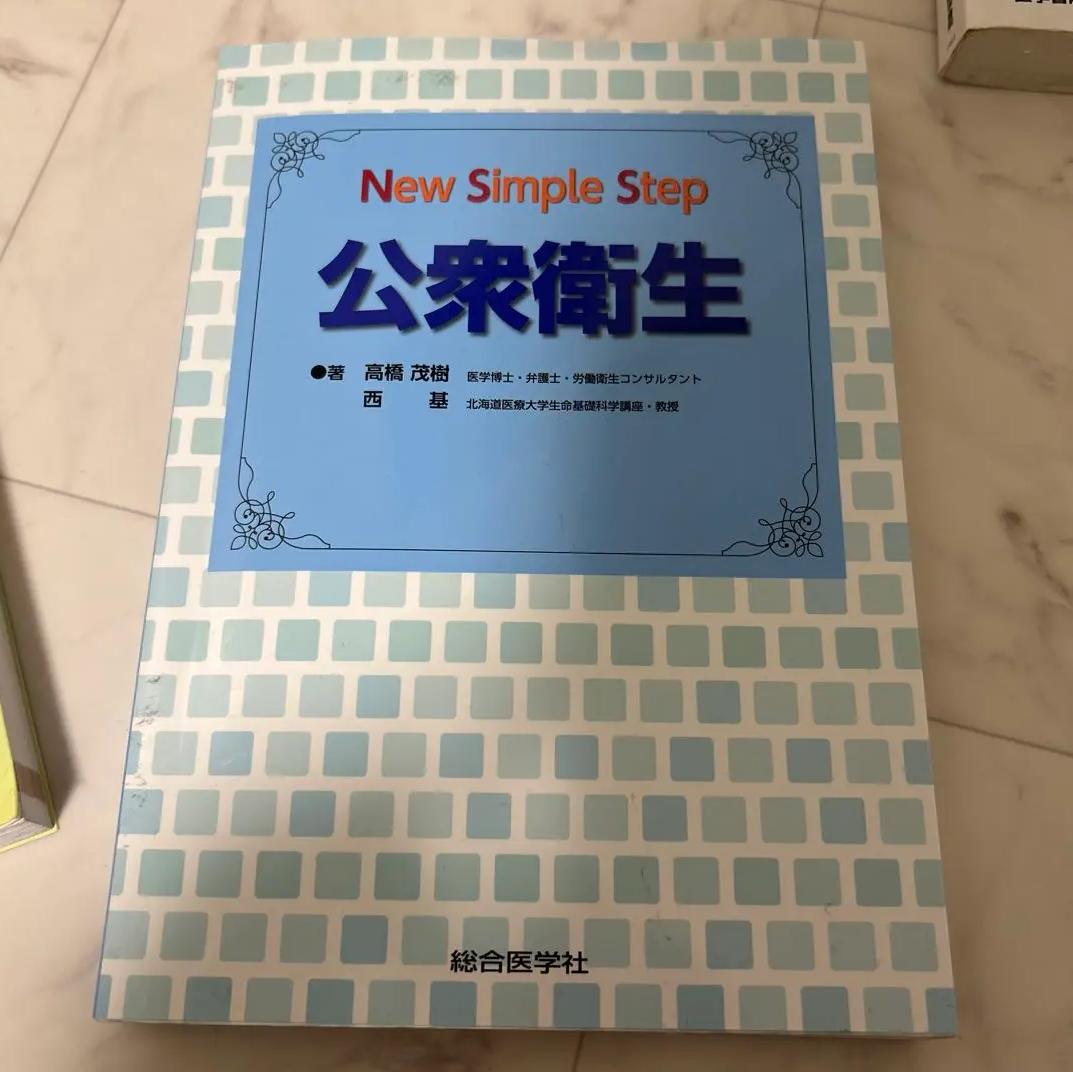 New Simple Step
公衆衛生
●著 高橋 茂樹 医学博士・弁護士・労働衛生コンサルタント
西 基 北海道医療大学生命基礎科学講座・教授
総合医学社